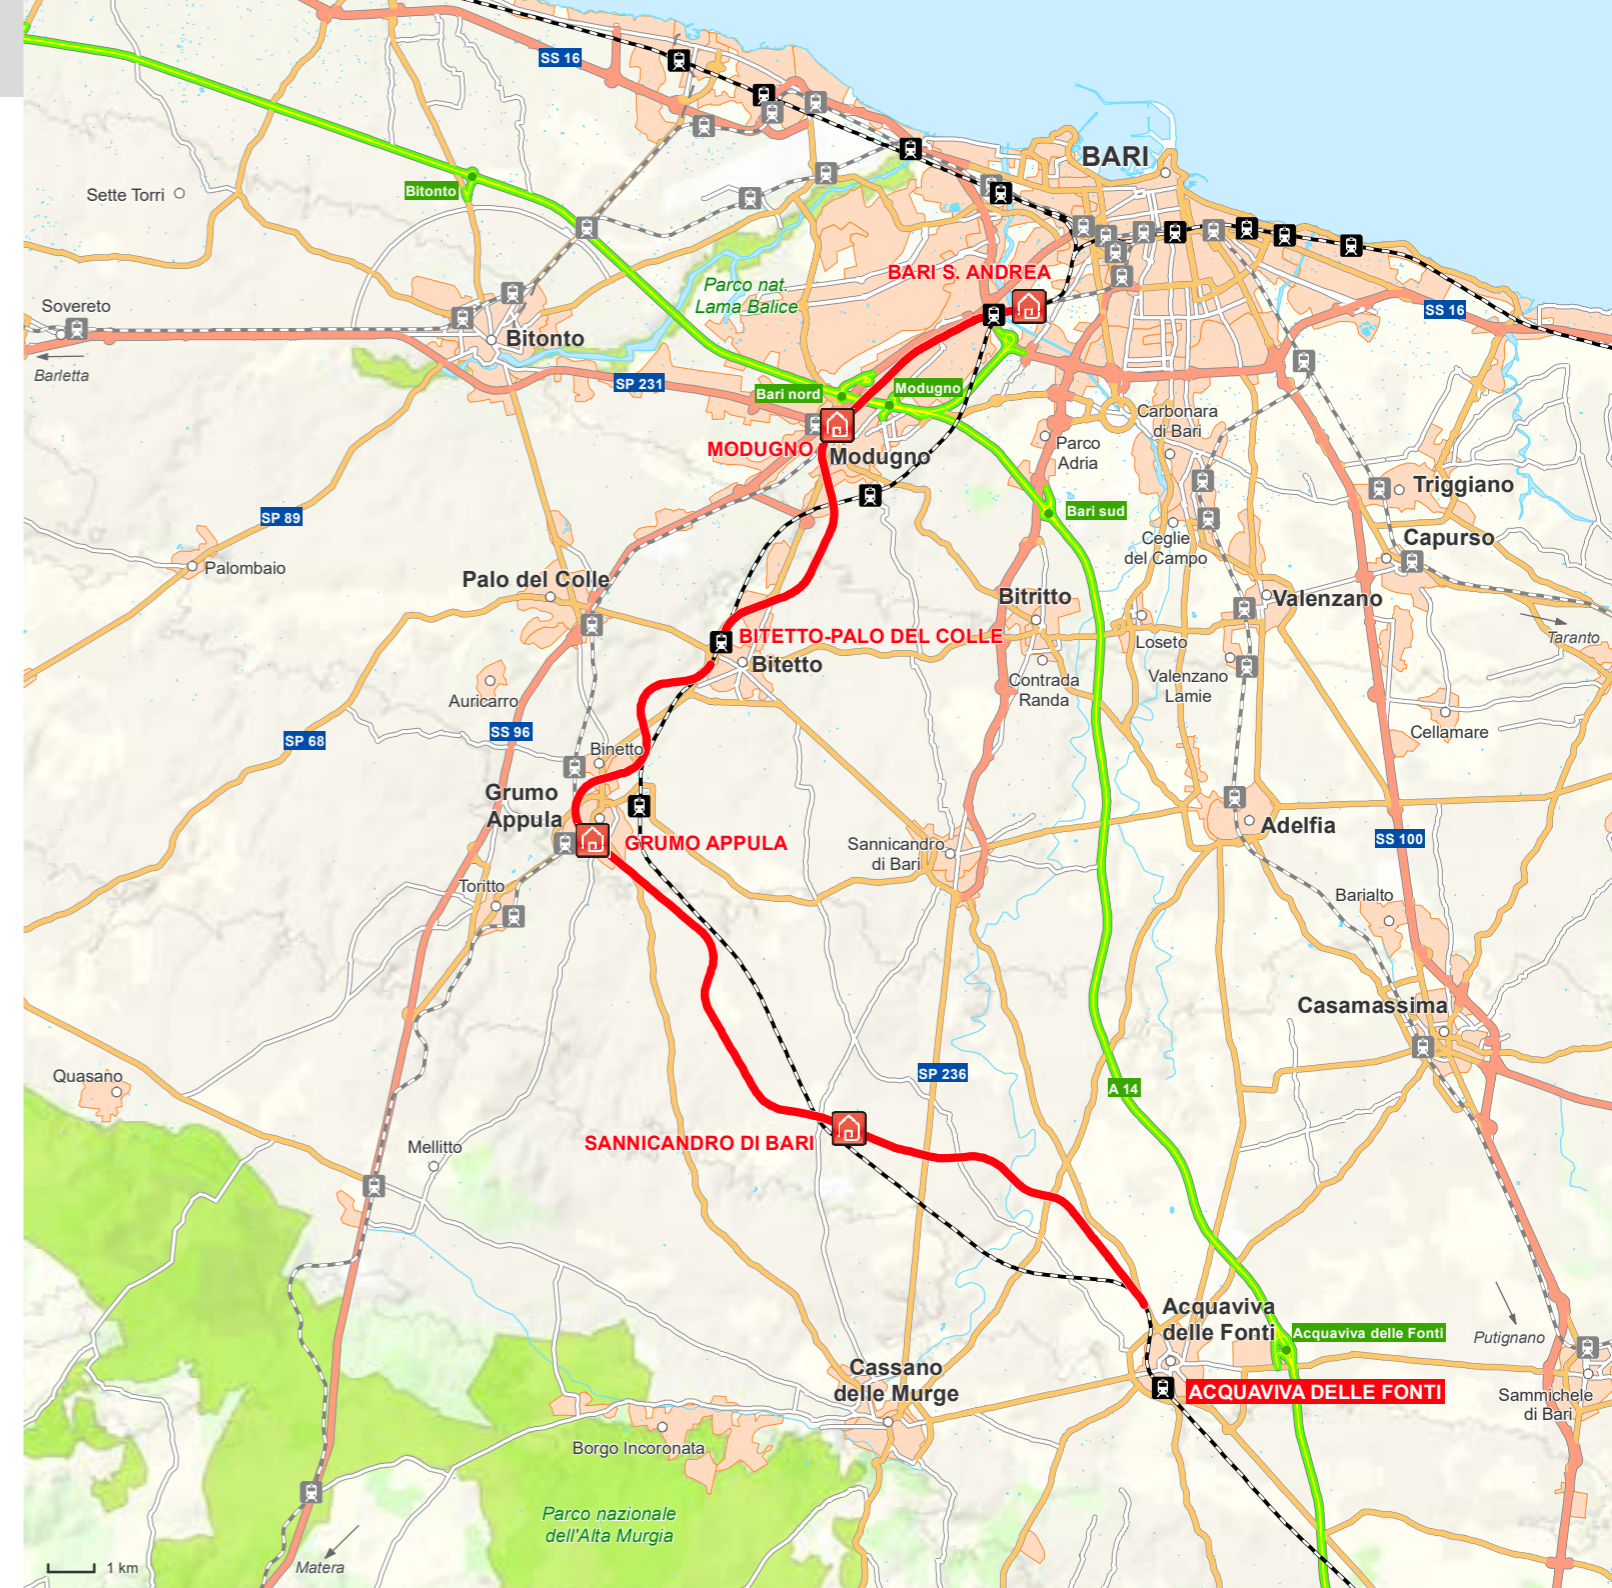 SS 16
BARI
Sette Torri
Bitonto
BARI S. ANDREA
Parco nat.
Lama Balice
Sovereto
SS 16
Bitonto
Barletta
SP 231
Bari nord
Modugno
Carbonara
di Bari
MODUGNO
Modugno
Parco
Adria
Triggiano
SP 89
Bari sud
Ceglie
del Campo
Capurso
Palombaio
Palo del Colle
Bitritto
Valenzano
BITETTO-PALO DEL COLLE
Loseto
Taranto
Bitetto
Contrada
Randa
Valenzano
Lamie
Auricarro
SS 96
SP 68
Cellamare
Binetto
Grumo
Appula
GRUMO APPULA
Sannicandro
di Bari
Adelfia
SS 100
Toritto
Barialto
Casamassima
Quasano
SP 236
A 14
SANNICANDRO DI BARI
Mellitto
Acquaviva
delle Fonti
Acquaviva delle Fonti
Putignano
Cassano
delle Murge
ACQUAVIVA DELLE FONTI
Sammichele
di Bari
Borgo Incoronata
Parco nazionale
dell'Alta Murgia
1 km
Matera